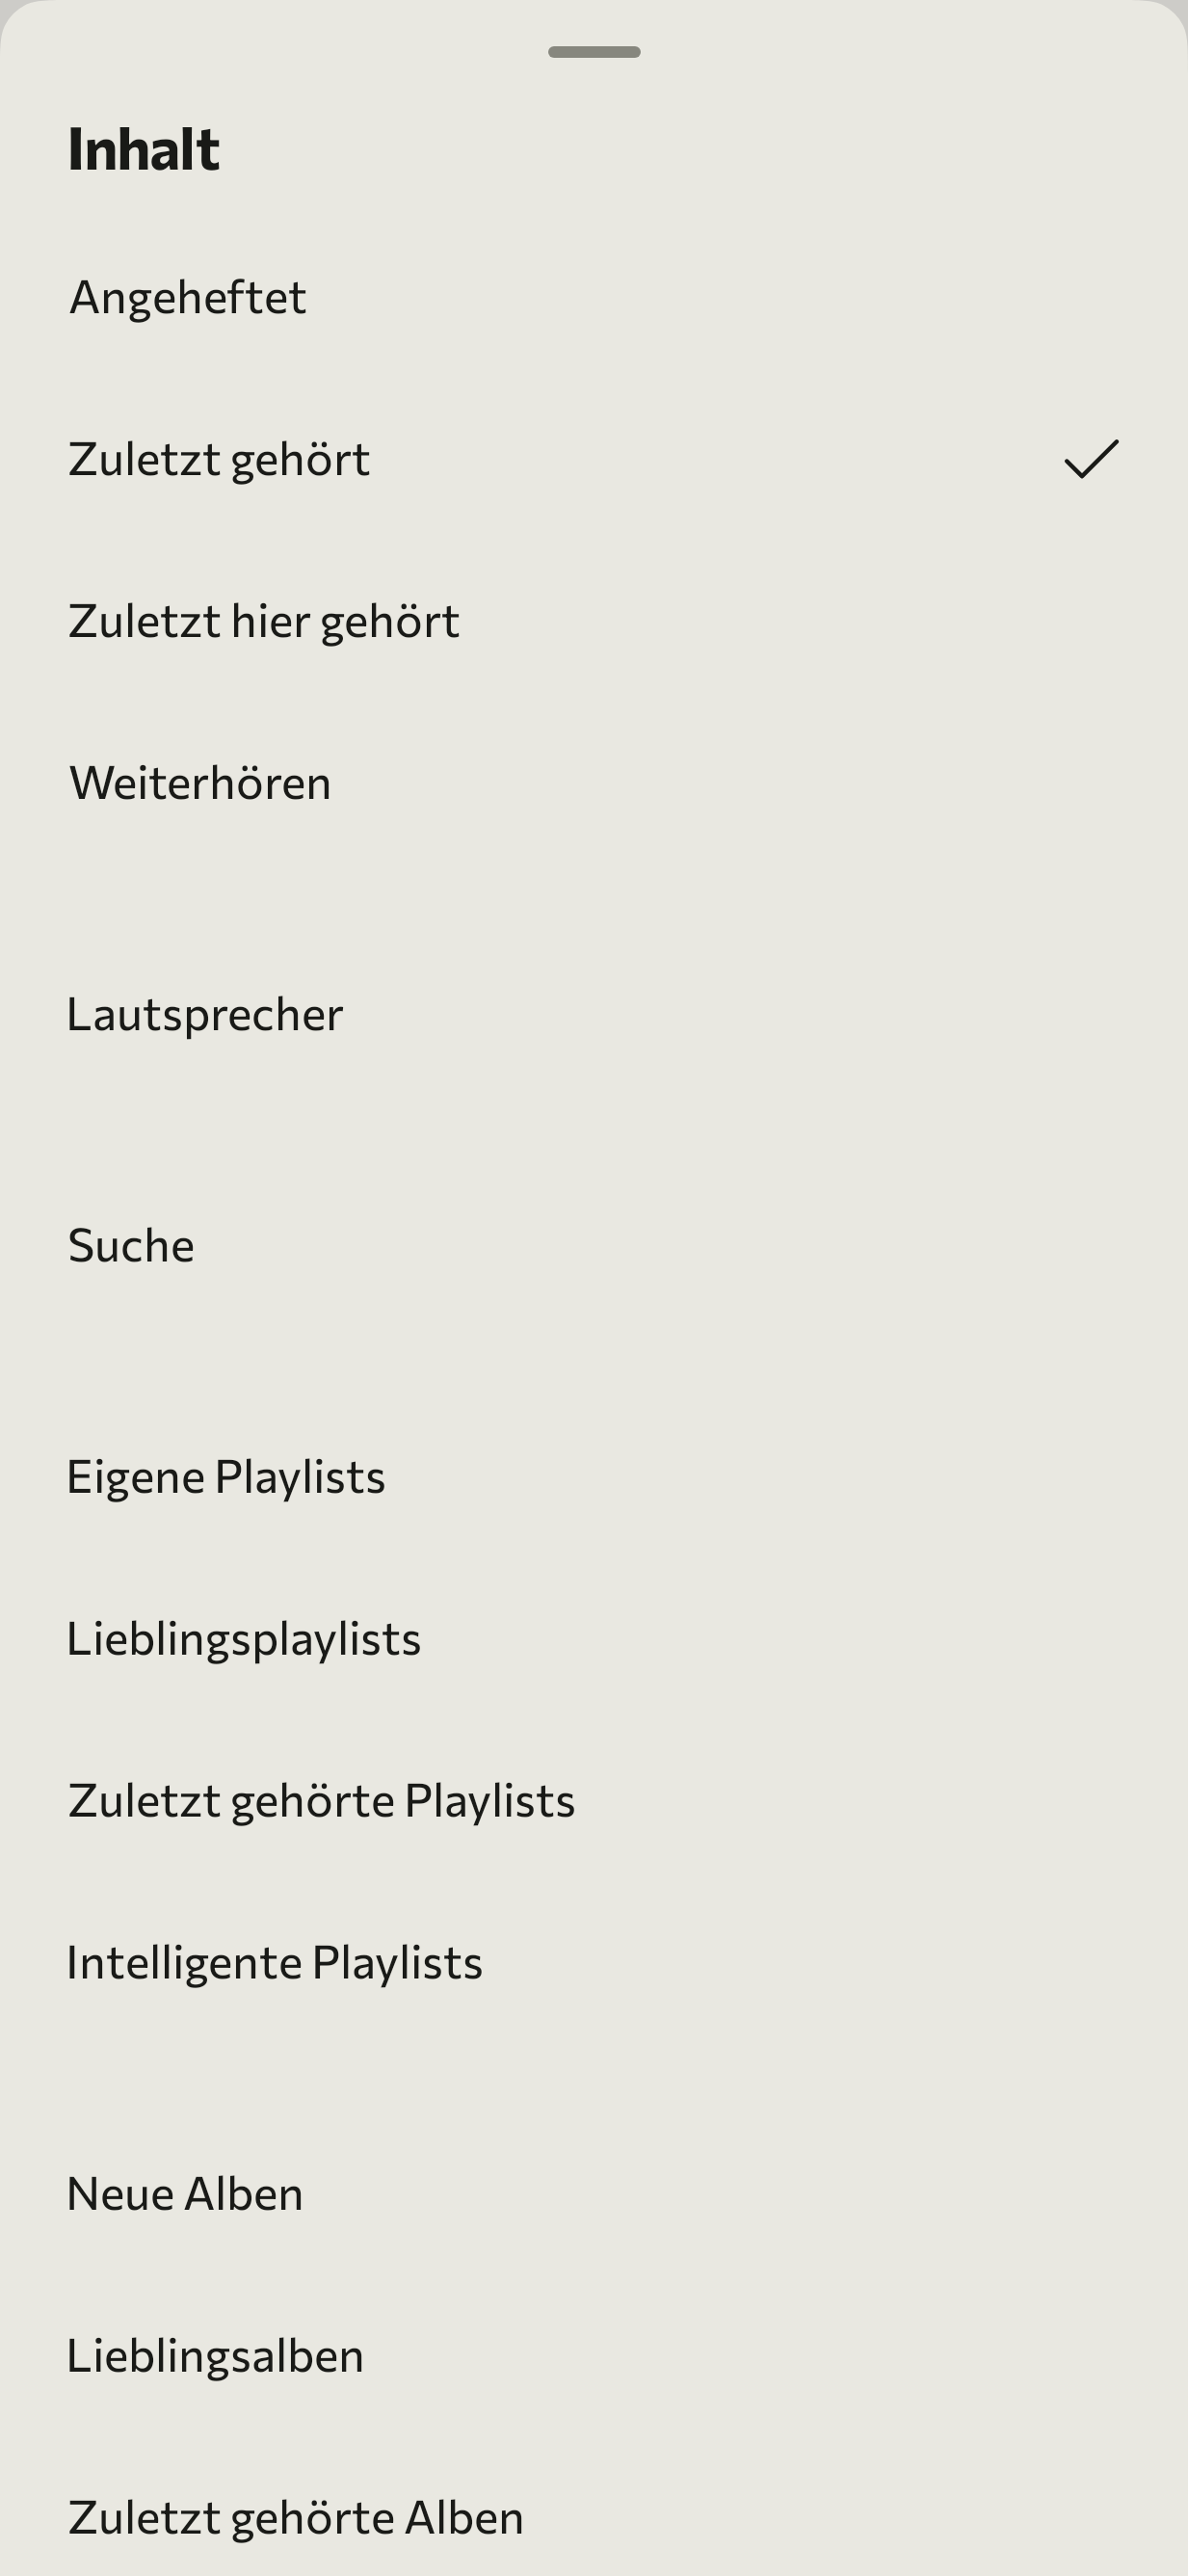 Inhalt
Angeheftet
Zuletzt gehört
Zuletzt hier gehört
Weiterhören
Lautsprecher
Suche
Eigene Playlists
Lieblingsplaylists
Zuletzt gehörte Playlists
Intelligente Playlists
Neue Alben
Lieblingsalben
Zuletzt gehörte Alben